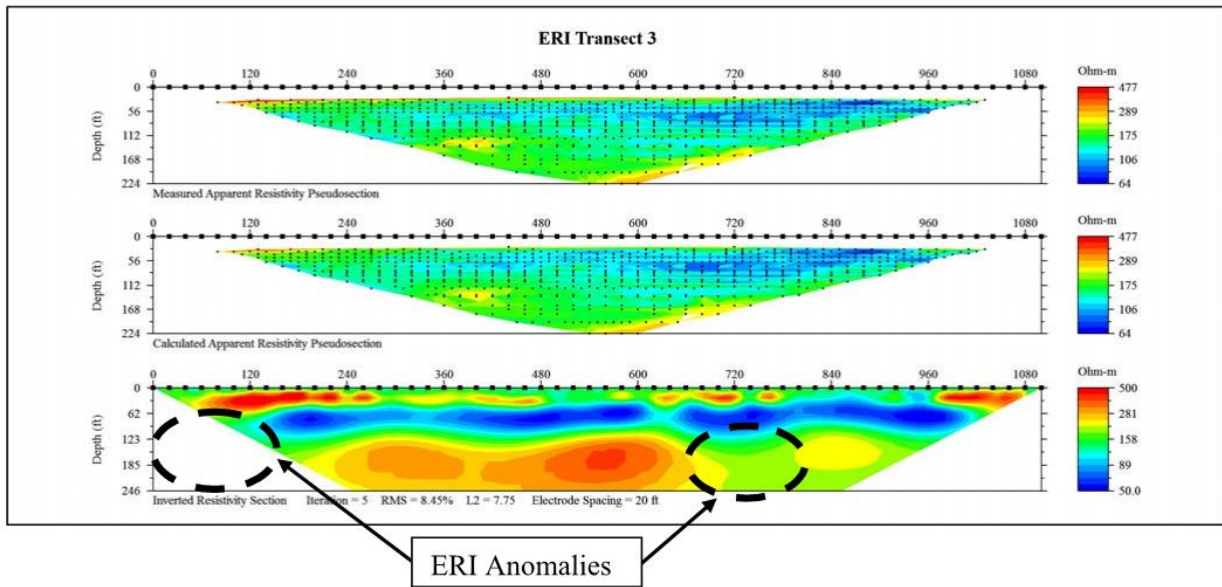 ERI Transect 3
0 120 240 360 480 600 720 840 960 1080 Ohm-m
0 477
56 289
Depth (ft) 112 175
168 106
224 64
Measured Apparent Resistivity Pseudosection
0 120 240 360 480 600 720 840 960 1080 Ohm-m
0 477
56 289
Depth (ft) 112 175
168 106
224 64
Calculated Apparent Resistivity Pseudosection
0 120 240 360 480 600 720 840 960 1080 Ohm-m
0 500
62 281
Depth (ft) 123 158
185 89
246 50.0
Inverted Resistivity Section Iteration = 5 RMS = 8.45% L2 = 7.75 Electrode Spacing = 20 ft
ERI Anomalies